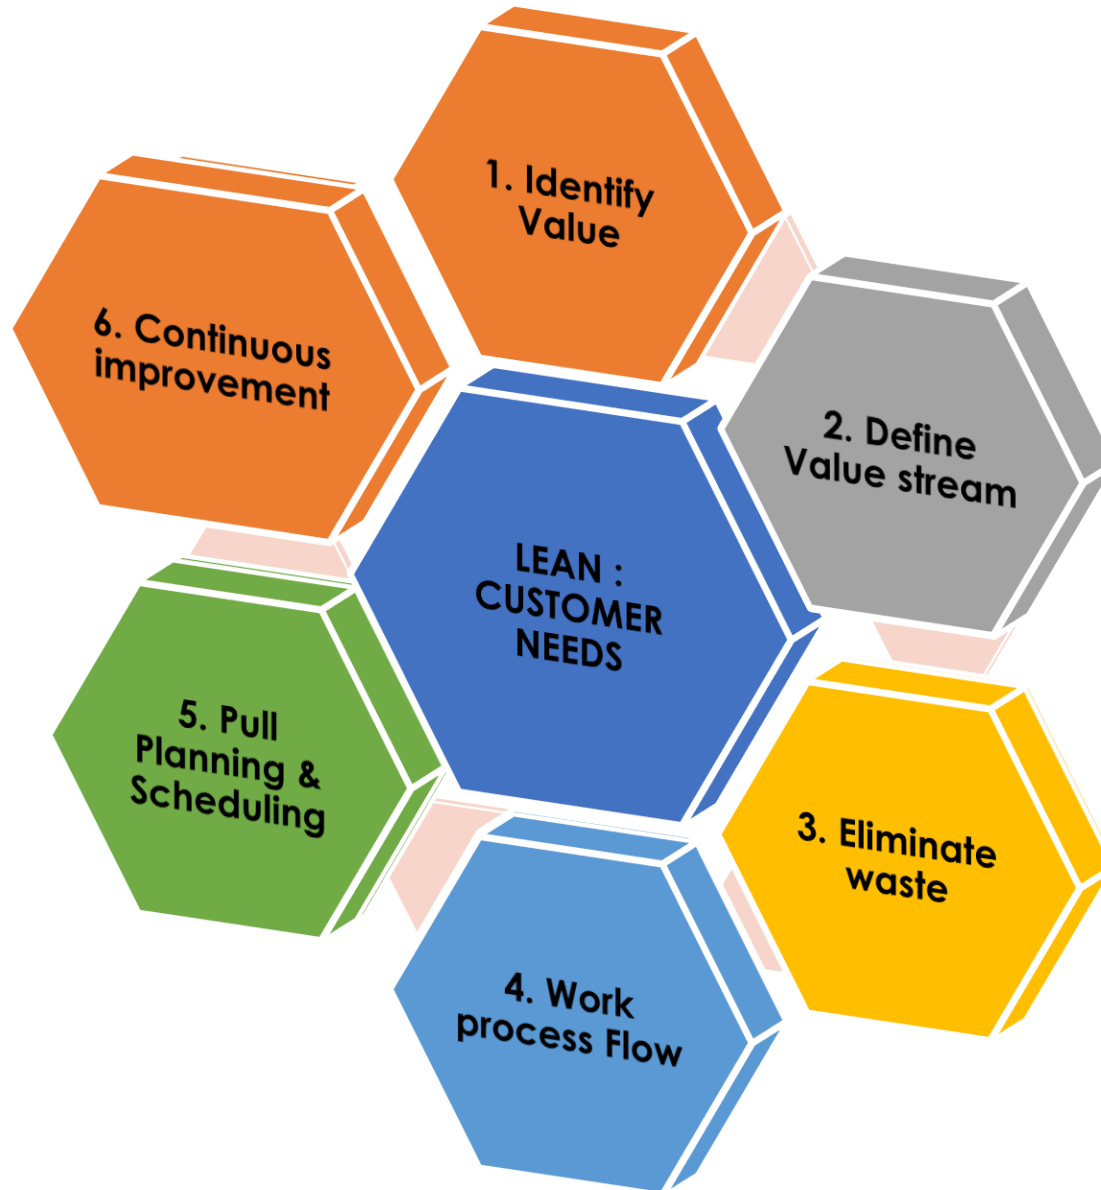 1. Identify
Value
2. Define
Value stream
3. Eliminate
waste
4. Work
process Flow
5. Pull
Planning &
Scheduling
6. Continuous
improvement
LEAN :
CUSTOMER
NEEDS